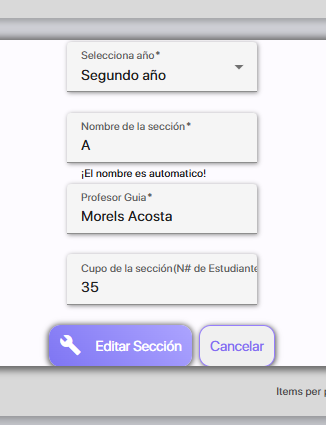 Selecciona año*
Segundo año
Nombre de la sección*
A
¡El nombre es automatico!
Profesor Guia*
Morels Acosta
Cupo de la sección(N# de Estudiante
35
Editar Sección
Cancelar
Items per